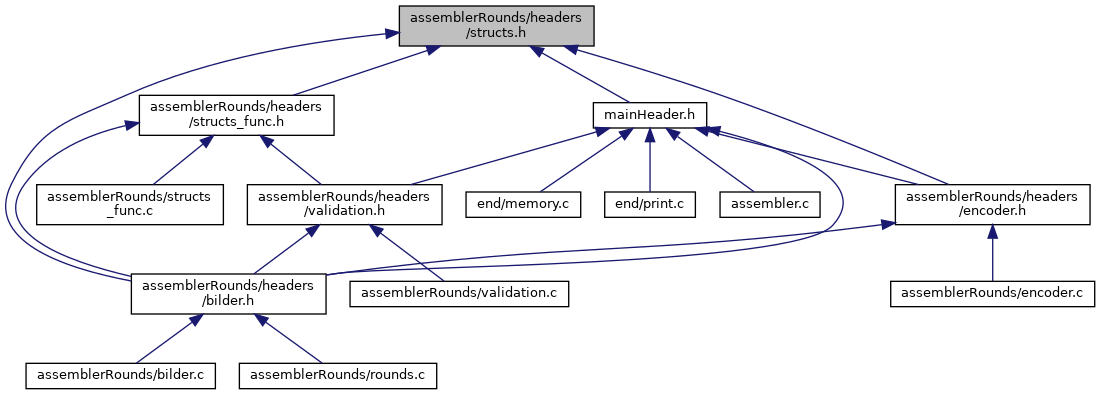 assemblerRounds/headers
/structs.h
assemblerRounds/headers
/structs_func.h
mainHeader.h
assemblerRounds/structs
_func.c
assemblerRounds/headers
/validation.h
end/memory.c
end/print.c
assembler.c
assemblerRounds/headers
/encoder.h
assemblerRounds/headers
/bilder.h
assemblerRounds/validation.c
assemblerRounds/encoder.c
assemblerRounds/bilder.c
assemblerRounds/rounds.c